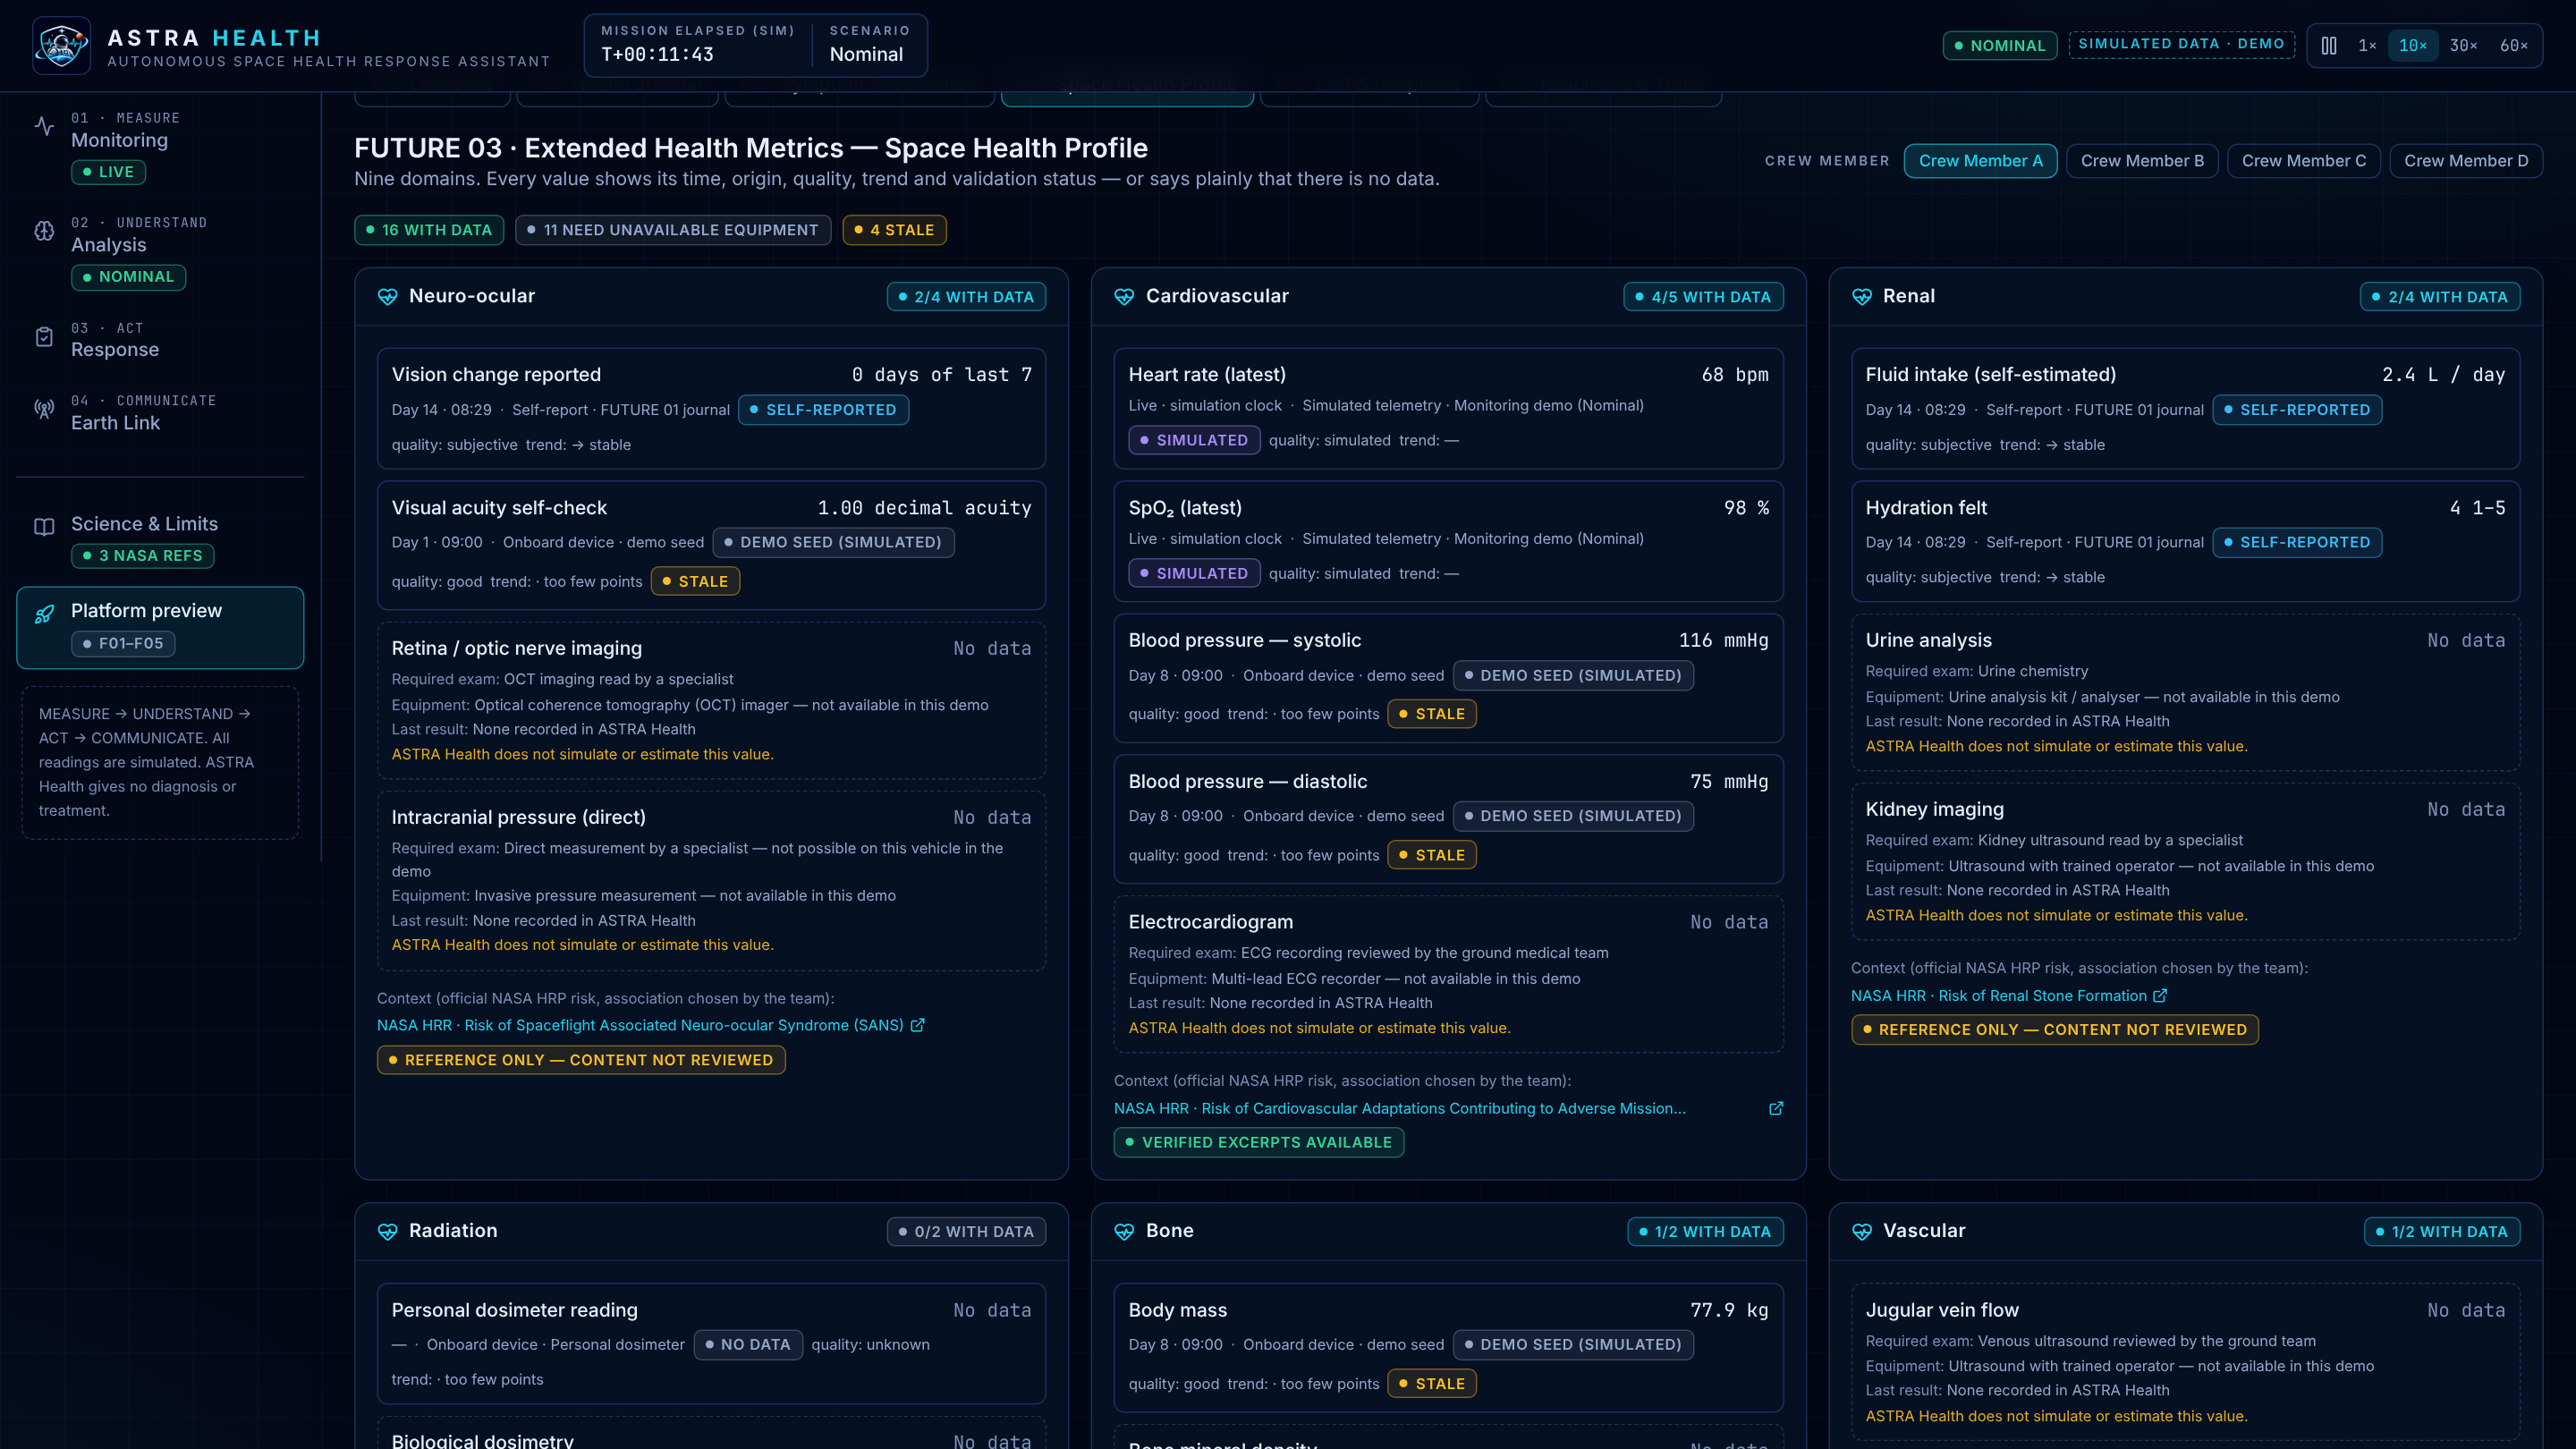 ASTRA HEALTH
AUTONOMOUS SPACE HEALTH RESPONSE ASSISTANT
MISSION ELAPSED (SIM)
T+00:11:43
SCENARIO
Nominal
NOMINAL
SIMULATED DATA · DEMO
1×
10×
30×
60×
01 · MEASURE
Monitoring
LIVE
02 · UNDERSTAND
Analysis
NOMINAL
03 · ACT
Response
04 · COMMUNICATE
Earth Link
Science & Limits
3 NASA REFS
Platform preview
F01–F05
MEASURE → UNDERSTAND →
ACT → COMMUNICATE. All
readings are simulated. ASTRA
Health gives no diagnosis or
treatment.
FUTURE 03 · Extended Health Metrics — Space Health Profile
Nine domains. Every value shows its time, origin, quality, trend and validation status — or says plainly that there is no data.
CREW MEMBER
Crew Member A
Crew Member B
Crew Member C
Crew Member D
16 WITH DATA
11 NEED UNAVAILABLE EQUIPMENT
4 STALE
Neuro-ocular
2/4 WITH DATA
Vision change reported
0 days of last 7
Day 14 · 08:29 · Self-report · FUTURE 01 journal
SELF-REPORTED
quality: subjective trend: → stable
Visual acuity self-check
1.00 decimal acuity
Day 1 · 09:00 · Onboard device · demo seed
DEMO SEED (SIMULATED)
quality: good trend: · too few points
STALE
Retina / optic nerve imaging
No data
Required exam: OCT imaging read by a specialist
Equipment: Optical coherence tomography (OCT) imager — not available in this demo
Last result: None recorded in ASTRA Health
ASTRA Health does not simulate or estimate this value.
Intracranial pressure (direct)
No data
Required exam: Direct measurement by a specialist — not possible on this vehicle in the
demo
Equipment: Invasive pressure measurement — not available in this demo
Last result: None recorded in ASTRA Health
ASTRA Health does not simulate or estimate this value.
Context (official NASA HRP risk, association chosen by the team):
NASA HRR · Risk of Spaceflight Associated Neuro-ocular Syndrome (SANS)
REFERENCE ONLY — CONTENT NOT REVIEWED
Cardiovascular
4/5 WITH DATA
Heart rate (latest)
68 bpm
Live · simulation clock · Simulated telemetry · Monitoring demo (Nominal)
SIMULATED
quality: simulated trend: —
SpO₂ (latest)
98 %
Live · simulation clock · Simulated telemetry · Monitoring demo (Nominal)
SIMULATED
quality: simulated trend: —
Blood pressure — systolic
116 mmHg
Day 8 · 09:00 · Onboard device · demo seed
DEMO SEED (SIMULATED)
quality: good trend: · too few points
STALE
Blood pressure — diastolic
75 mmHg
Day 8 · 09:00 · Onboard device · demo seed
DEMO SEED (SIMULATED)
quality: good trend: · too few points
STALE
Electrocardiogram
No data
Required exam: ECG recording reviewed by the ground medical team
Equipment: Multi-lead ECG recorder — not available in this demo
Last result: None recorded in ASTRA Health
ASTRA Health does not simulate or estimate this value.
Context (official NASA HRP risk, association chosen by the team):
NASA HRR · Risk of Cardiovascular Adaptations Contributing to Adverse Mission...
VERIFIED EXCERPTS AVAILABLE
Renal
2/4 WITH DATA
Fluid intake (self-estimated)
2.4 L / day
Day 14 · 08:29 · Self-report · FUTURE 01 journal
SELF-REPORTED
quality: subjective trend: → stable
Hydration felt
4 1–5
Day 14 · 08:29 · Self-report · FUTURE 01 journal
SELF-REPORTED
quality: subjective trend: → stable
Urine analysis
No data
Required exam: Urine chemistry
Equipment: Urine analysis kit / analyser — not available in this demo
Last result: None recorded in ASTRA Health
ASTRA Health does not simulate or estimate this value.
Kidney imaging
No data
Required exam: Kidney ultrasound read by a specialist
Equipment: Ultrasound with trained operator — not available in this demo
Last result: None recorded in ASTRA Health
ASTRA Health does not simulate or estimate this value.
Context (official NASA HRP risk, association chosen by the team):
NASA HRR · Risk of Renal Stone Formation
REFERENCE ONLY — CONTENT NOT REVIEWED
Radiation
0/2 WITH DATA
Personal dosimeter reading
No data
— · Onboard device · Personal dosimeter
NO DATA
quality: unknown
trend: · too few points
Biological dosimetry
No data
Bone
1/2 WITH DATA
Body mass
77.9 kg
Day 8 · 09:00 · Onboard device · demo seed
DEMO SEED (SIMULATED)
quality: good trend: · too few points
STALE
Bone mineral density
No data
Vascular
1/2 WITH DATA
Jugular vein flow
No data
Required exam: Venous ultrasound reviewed by the ground team
Equipment: Ultrasound with trained operator — not available in this demo
Last result: None recorded in ASTRA Health
ASTRA Health does not simulate or estimate this value.